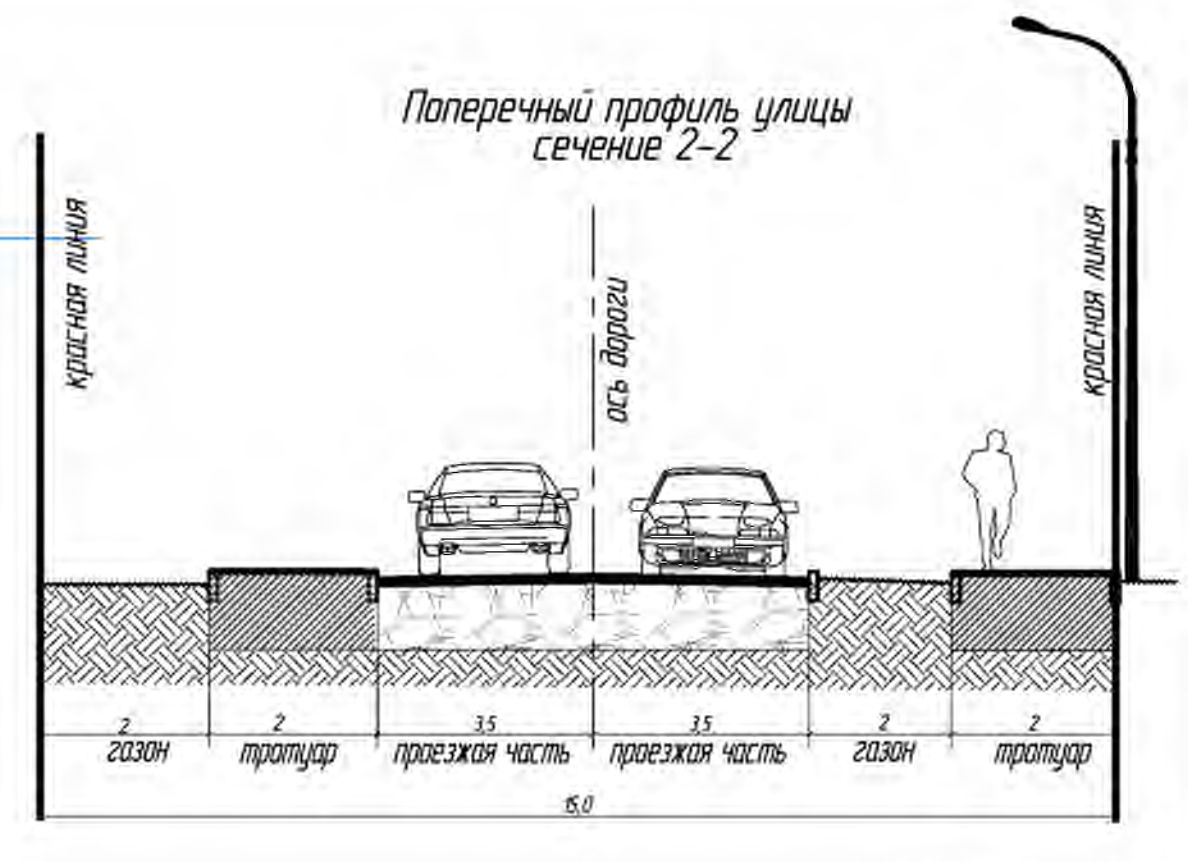 Поперечный профиль улицы
сечение 2-2
красная линия
ось дороги
красная линия
2 2 3,5 3,5 2 2
газон тротуар проезжая часть проезжая часть газон тротуар
15,0